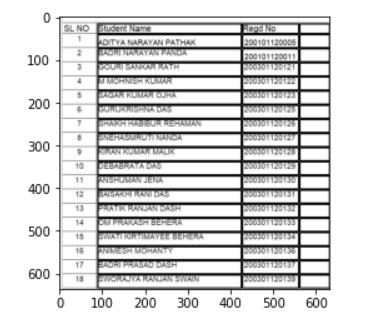 0
SL NO Student Name Regd No
1 ADITYA NARAYAN PATHAK 200101120005
2 BADRI NARAYAN PANDA 200101120011
3 GOURI SANKAR RATH 200301120121
4 M MOHNISH KUMAR 200301120122
5 SAGAR KUMAR OJHA 200301120123
6 GURUKRISHNA DAS 200301120125
7 SHAIKH HABIBUR REHAMAN 200301120126
8 SNEHASMRUTI NANDA 200301120127
9 KIRAN KUMAR MALIK 200301120128
10 DEBABRATA DAS 200301120129
11 ANSHUMAN JENA 200301120130
12 BAISAKHI RANI DAS 200301120131
13 PRATIK RANJAN DASH 200301120132
14 OM PRAKASH BEHERA 200301120133
15 SWATI KIRTIMAYEE BEHERA 200301120134
16 ANIMESH MOHANTY 200301120136
17 BADRI PRASAD DASH 200301120137
18 SWORAJYA RANJAN SWAIN 200301120139
100
200
300
400
500
600
0 100 200 300 400 500 600